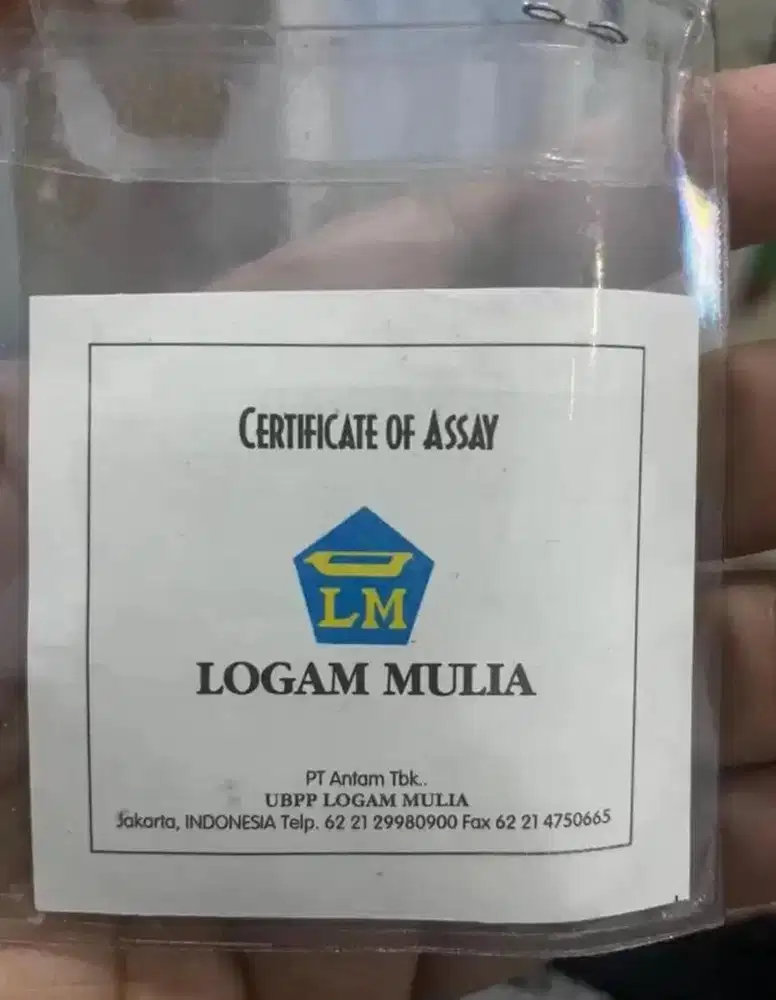 CERTIFICATE OF ASSAY
LM
LOGAM MULIA
PT Antam Tbk..
UBPP LOGAM MULIA
Jakarta, INDONESIA Telp. 62 21 29980900 Fax 62 21 4750665